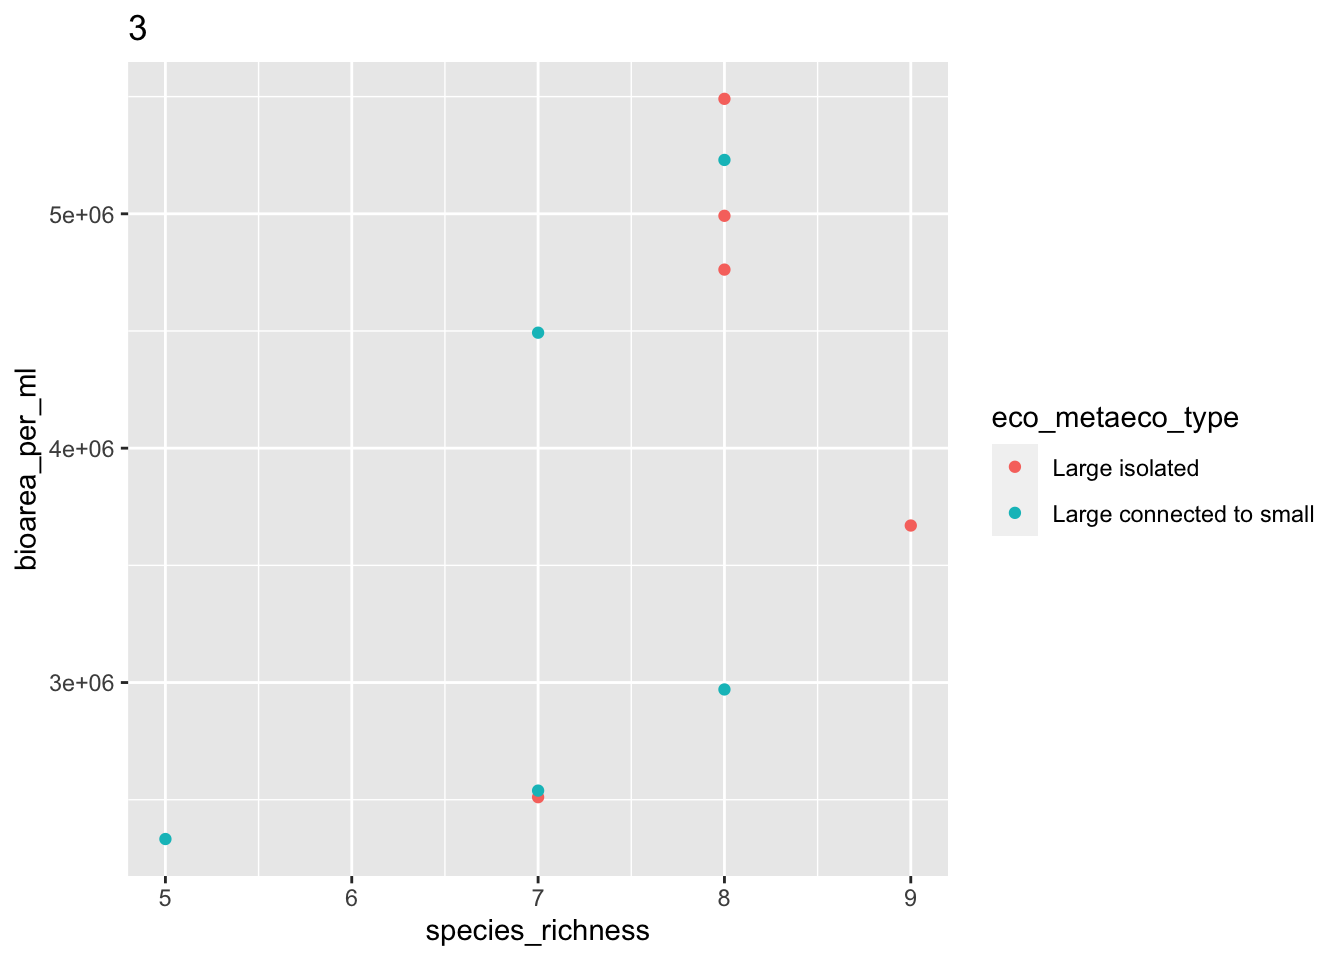 3
5e+06
4e+06
3e+06
bioarea_per_ml
5 6 7 8 9
species_richness
eco_metaeco_type
Large isolated
Large connected to small